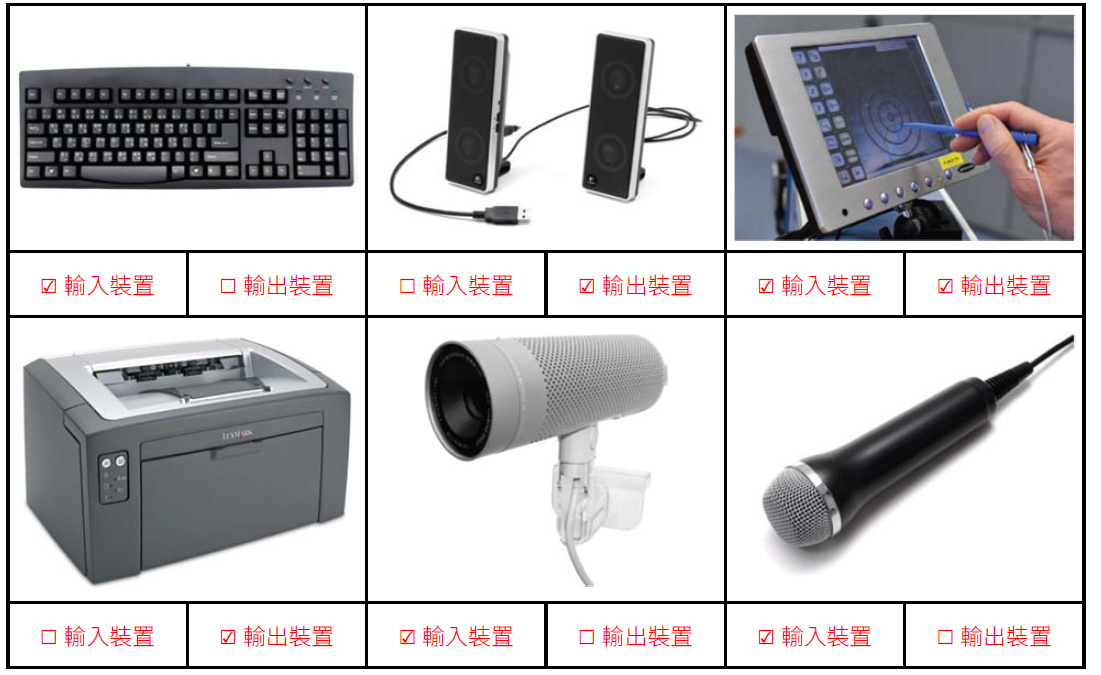 ☑ 輸入裝置 ☐ 輸出裝置 ☐ 輸入裝置 ☑ 輸出裝置 ☑ 輸入裝置 ☑ 輸出裝置
LEXMARK
☐ 輸入裝置 ☑ 輸出裝置 ☑ 輸入裝置 ☐ 輸出裝置 ☑ 輸入裝置 ☐ 輸出裝置